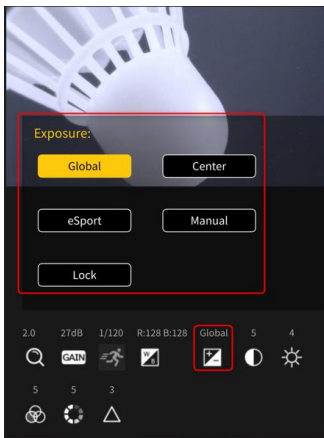 Exposure:
Global Center
eSport Manual
Lock
2.0 27dB 1/120 R:128 B:128 Global 5 4
GAIN W B
5 5 3